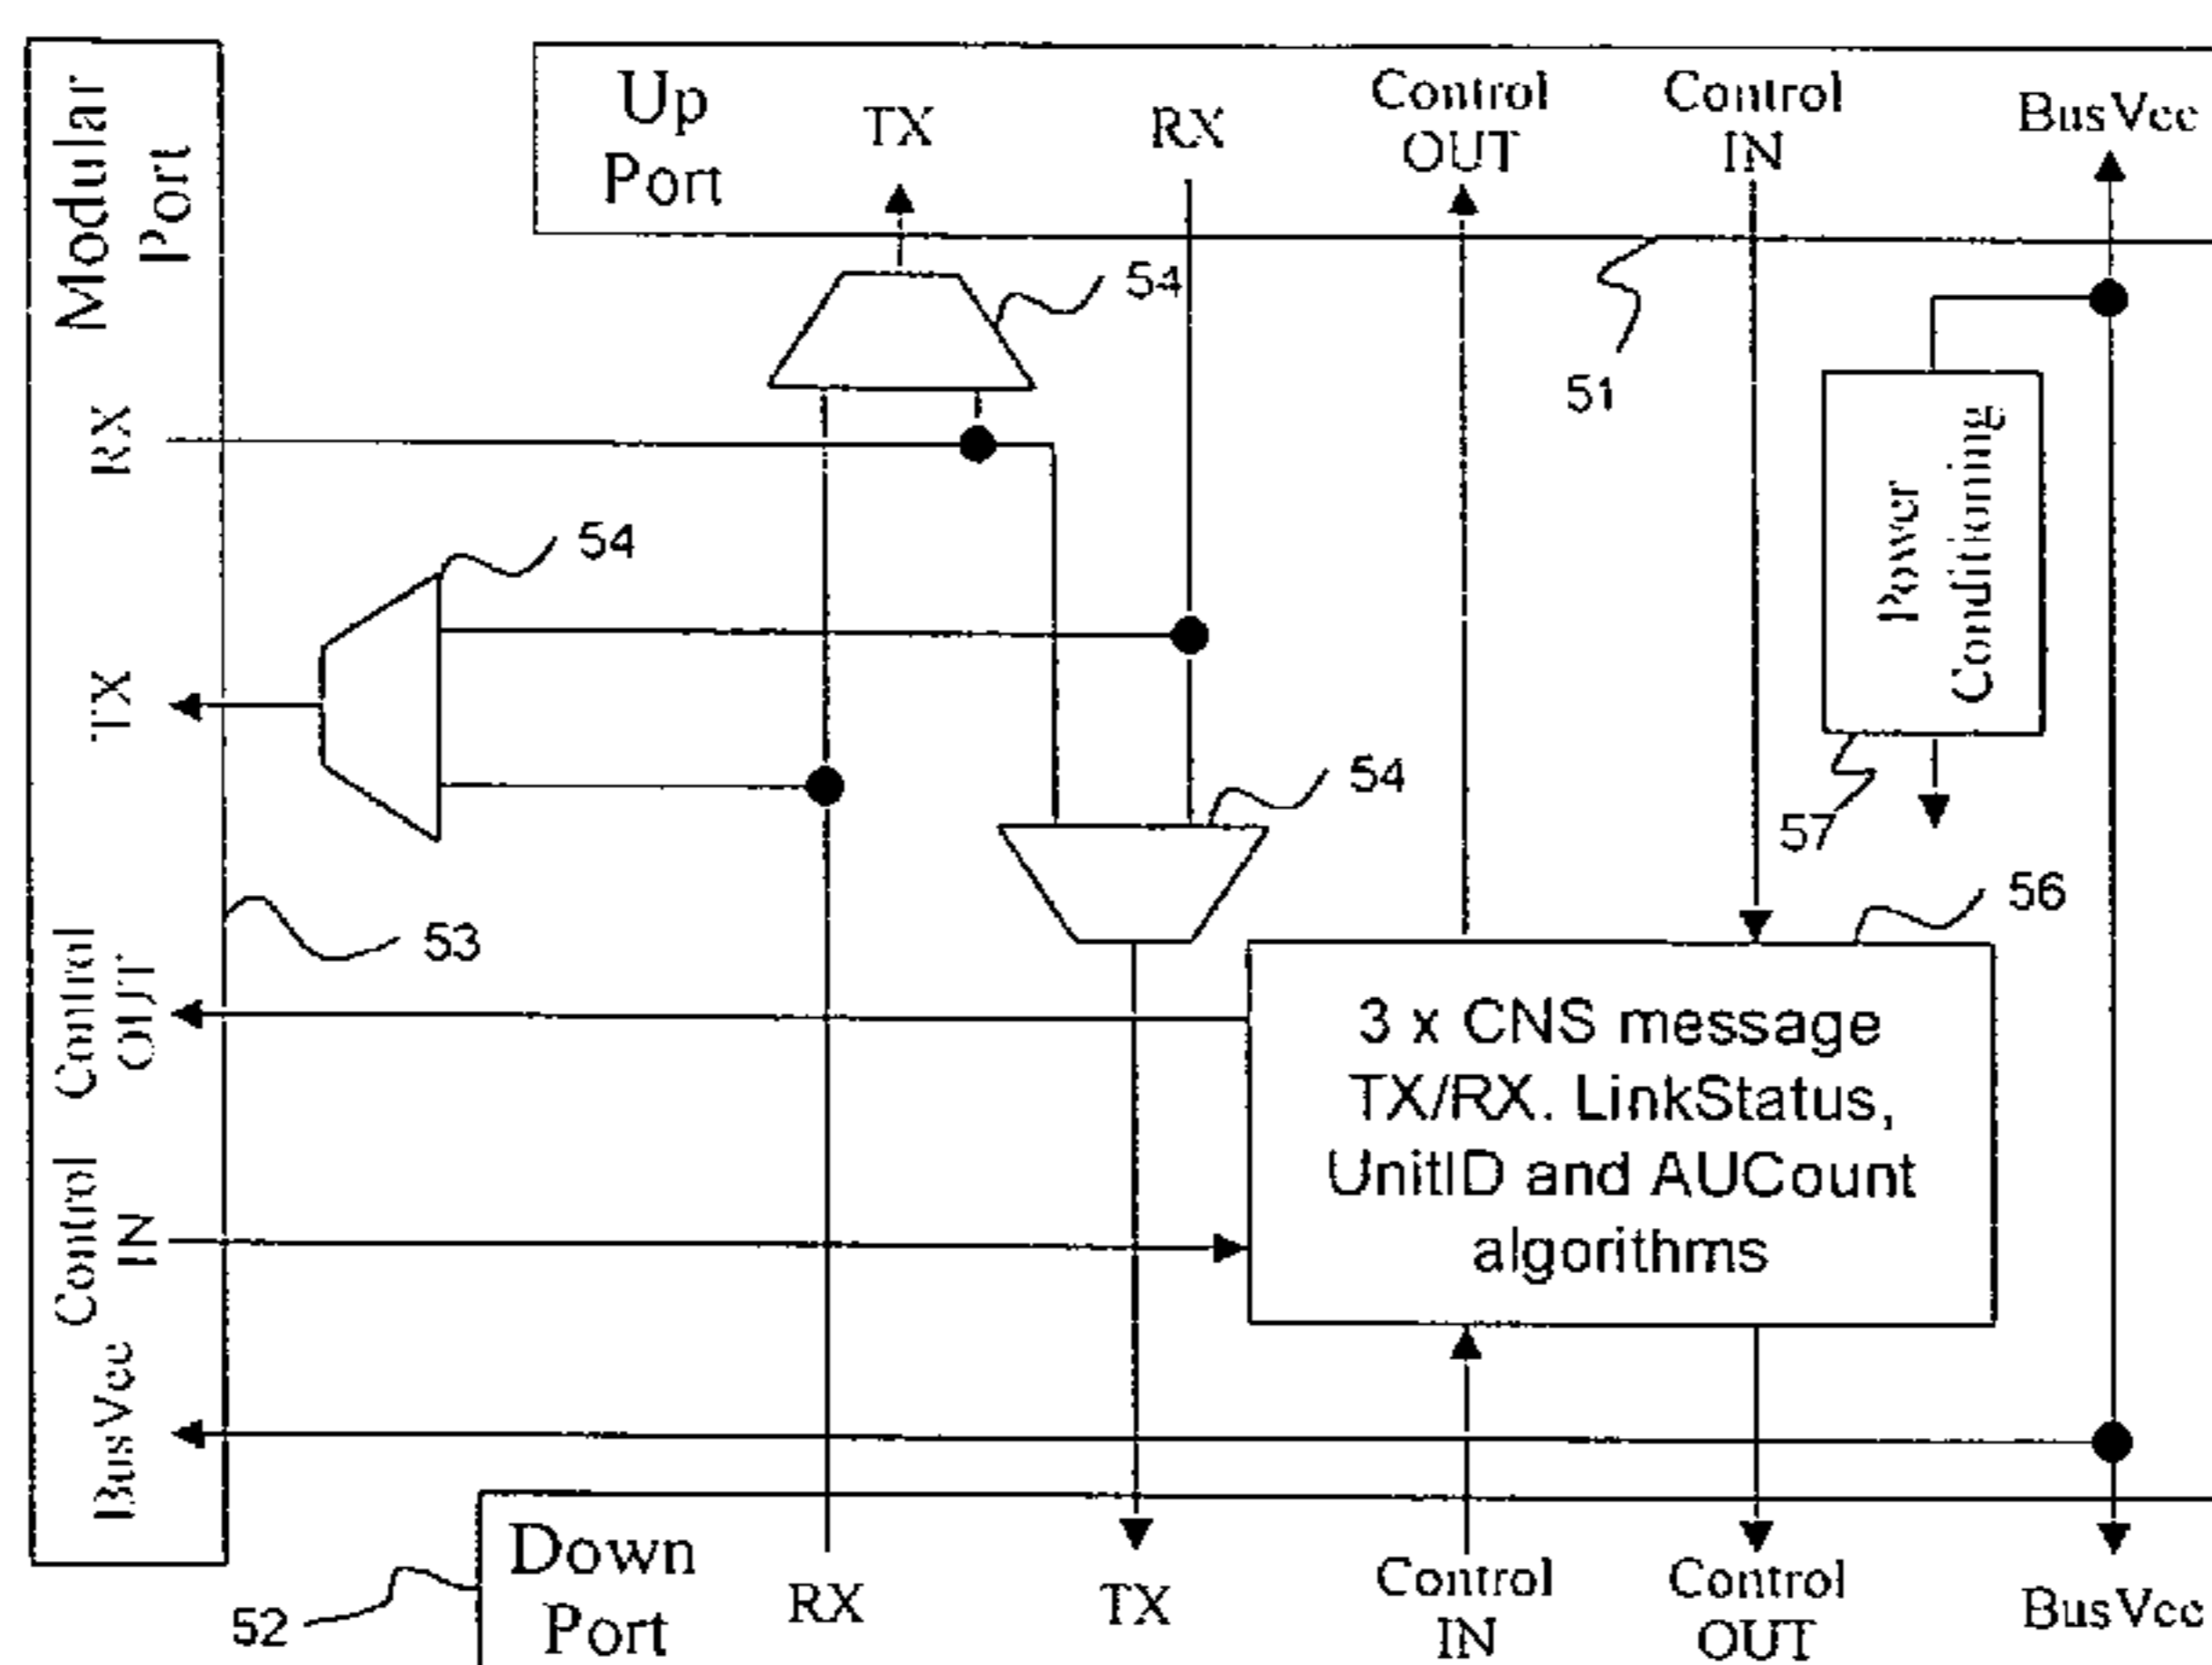 Modular
Port
RX
TX
Control
OUT
Control
IN
BusVcc
Up
Port
TX
RX
Control
OUT
Control
IN
BusVcc
54
51
54
Power
Conditioning
54
57
56
53
3 x CNS message
TX/RX. LinkStatus,
UnitID and AUCount
algorithms
52
Down
Port
RX
TX
Control
IN
Control
OUT
BusVcc